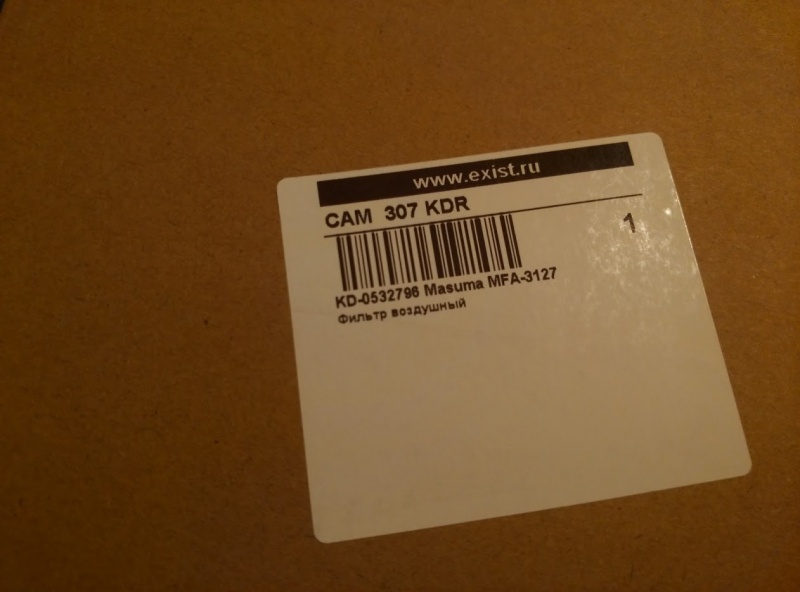 www.exist.ru
CAM 307 KDR
1
KD-0532796 Masuma MFA-3127
Фильтр воздушный